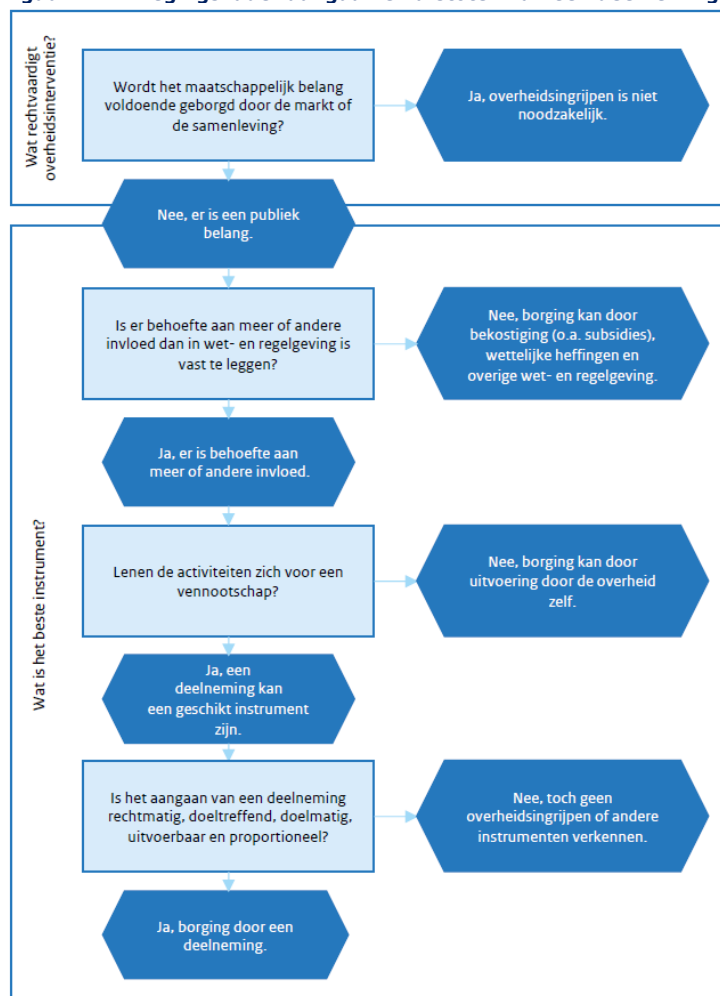 Wat rechtvaardigt
overheidsinterventie?
Wordt het maatschappelijk belang
voldoende geborgd door de markt of
de samenleving?
Ja, overheidsingrijpen is niet
noodzakelijk.
Nee, er is een publiek
belang.
Wat is het beste instrument?
Is er behoefte aan meer of andere
invloed dan in wet- en regelgeving is
vast te leggen?
Nee, borging kan door
bekostiging (o.a. subsidies),
wettelijke heffingen en
overige wet- en regelgeving.
Ja, er is behoefte aan
meer of andere invloed.
Lenen de activiteiten zich voor een
vennootschap?
Nee, borging kan door
uitvoering door de overheid
zelf.
Ja, een
deelneming kan
een geschikt instrument
zijn.
Is het aangaan van een deelneming
rechtmatig, doeltreffend, doelmatig,
uitvoerbaar en proportioneel?
Nee, toch geen
overheidsingrijpen of andere
instrumenten verkennen.
Ja, borging door een
deelneming.